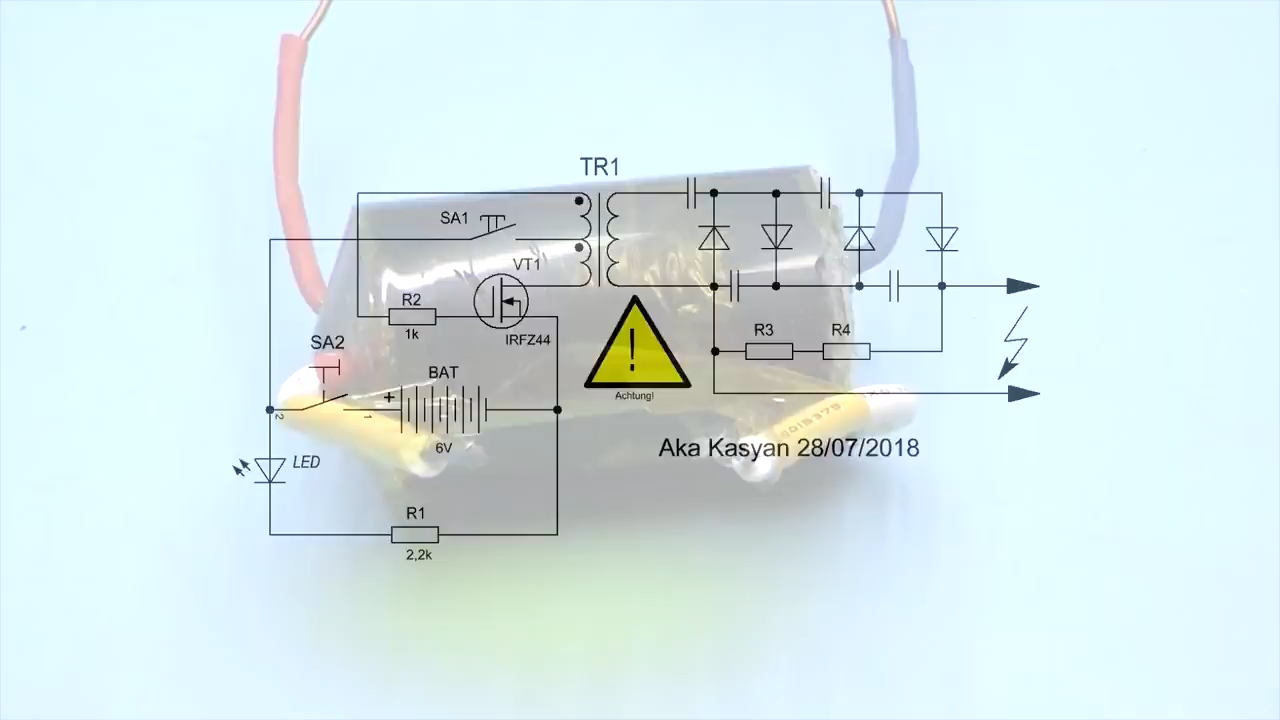 TR1
SA1
VT1
R2
1k
IRFZ44
SA2
BAT
+
2
1
6V
LED
R1
2,2k
R3
R4
!
Achtung!
Aka Kasyan 28/07/2018